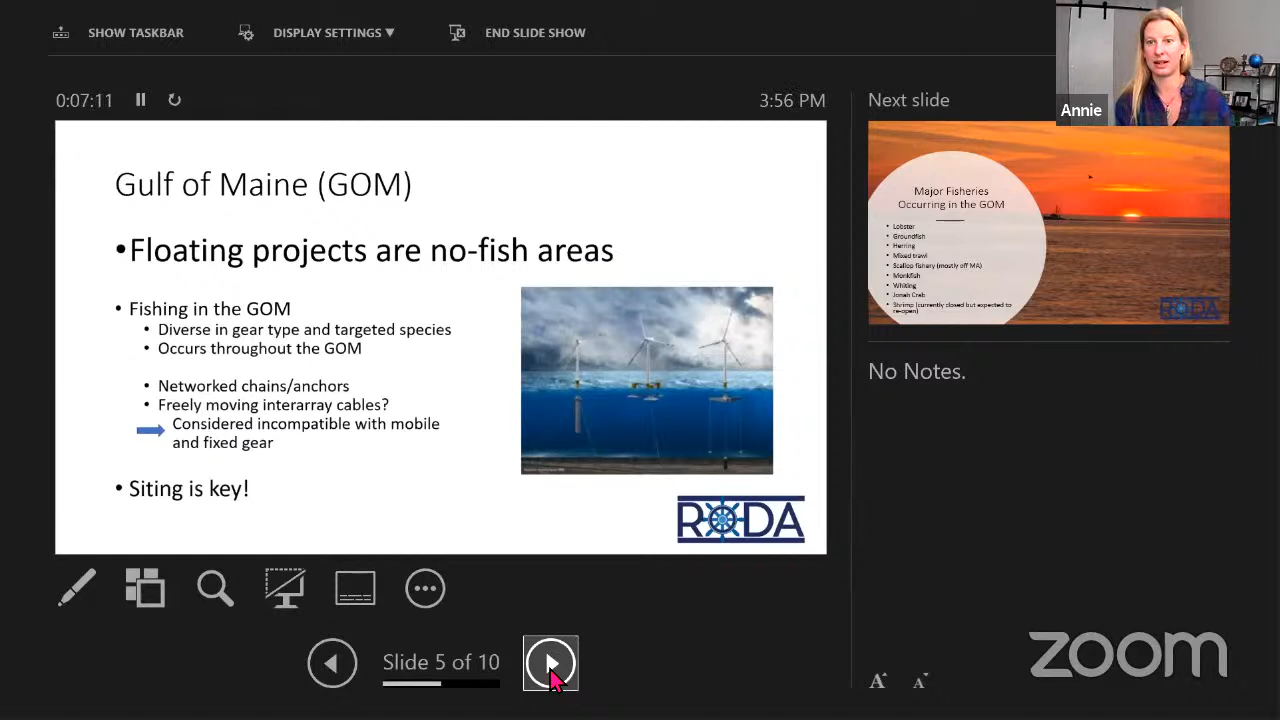 SHOW TASKBAR
DISPLAY SETTINGS ▼
END SLIDE SHOW
Annie
0:07:11
3:56 PM
Next slide
Gulf of Maine (GOM)
•Floating projects are no-fish areas
• Fishing in the GOM
• Diverse in gear type and targeted species
• Occurs throughout the GOM
• Networked chains/anchors
• Freely moving interarray cables?
Considered incompatible with mobile
and fixed gear
• Siting is key!
RODA
Major Fisheries
Occurring in the GOM
• Lobster
• Groundfish
• Herring
• Mixed trawl
• Scallop fishery (mostly off MA)
• Monkfish
• Whiting
• Jonah Crab
• Shrimp (currently closed but expected to
re-open)
RODA
No Notes.
Slide 5 of 10
zoom
A A